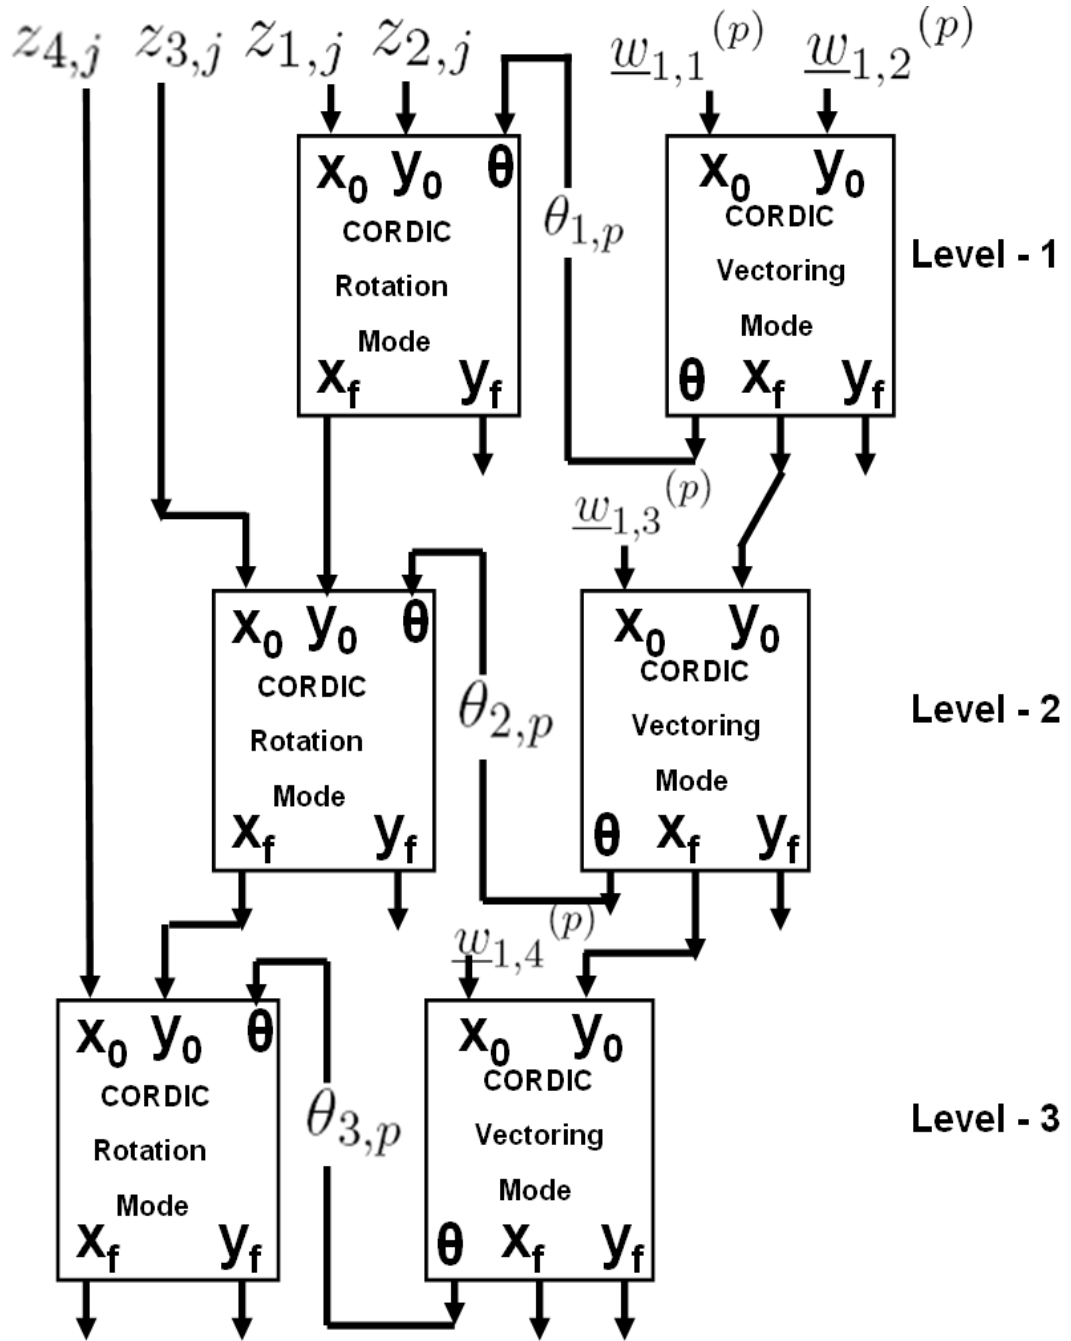 z4,j z3,j z1,j z2,j w1,1(p) w1,2(p)
x0 y0 θ
CORDIC
Rotation
Mode
xf yf
θ1,p
x0 y0
CORDIC
Vectoring
Mode
θ xf yf
Level - 1
w1,3(p)
x0 y0 θ
CORDIC
Rotation
Mode
xf yf
θ2,p
x0 y0
CORDIC
Vectoring
Mode
θ xf yf
Level - 2
w1,4(p)
x0 y0 θ
CORDIC
Rotation
Mode
xf yf
θ3,p
x0 y0
CORDIC
Vectoring
Mode
θ xf yf
Level - 3